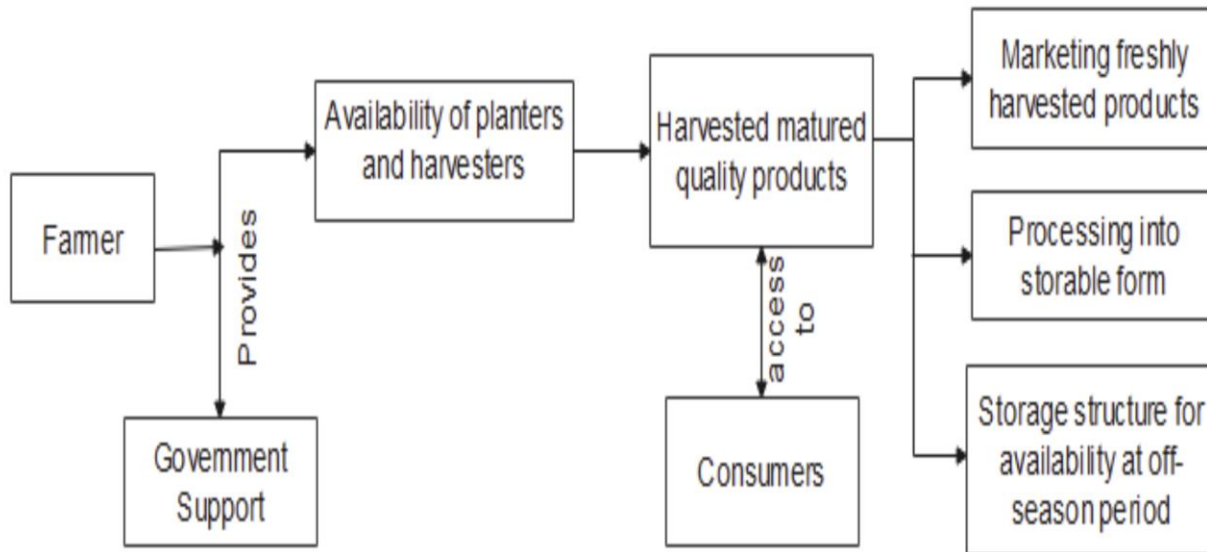 Farmer
Provides
Government
Support
Availability of planters
and harvesters
Harvested matured
quality products
access
to
Consumers
Marketing freshly
harvested products
Processing into
storable form
Storage structure for
availability at off-
season period